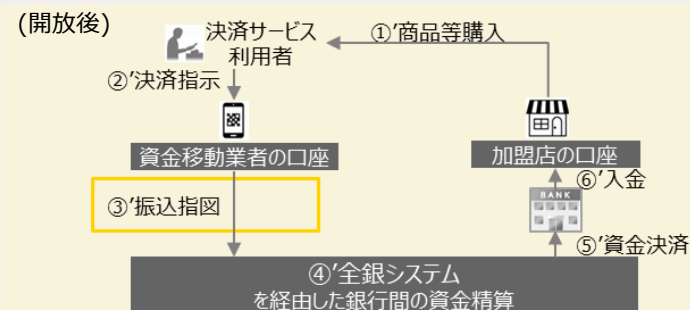 (開放後)
決済サービス
利用者
①’商品等購入
②’決済指示
資金移動業者の口座
加盟店の口座
③’振込指図
⑥’入金
BANK
⑤’資金決済
④’全銀システム
を経由した銀行間の資金精算